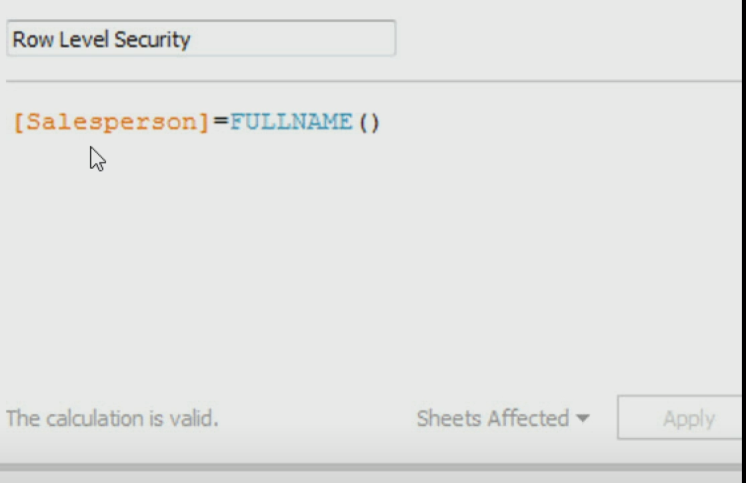 Row Level Security
[Salesperson]=FULLNAME()
The calculation is valid. Sheets Affected Apply